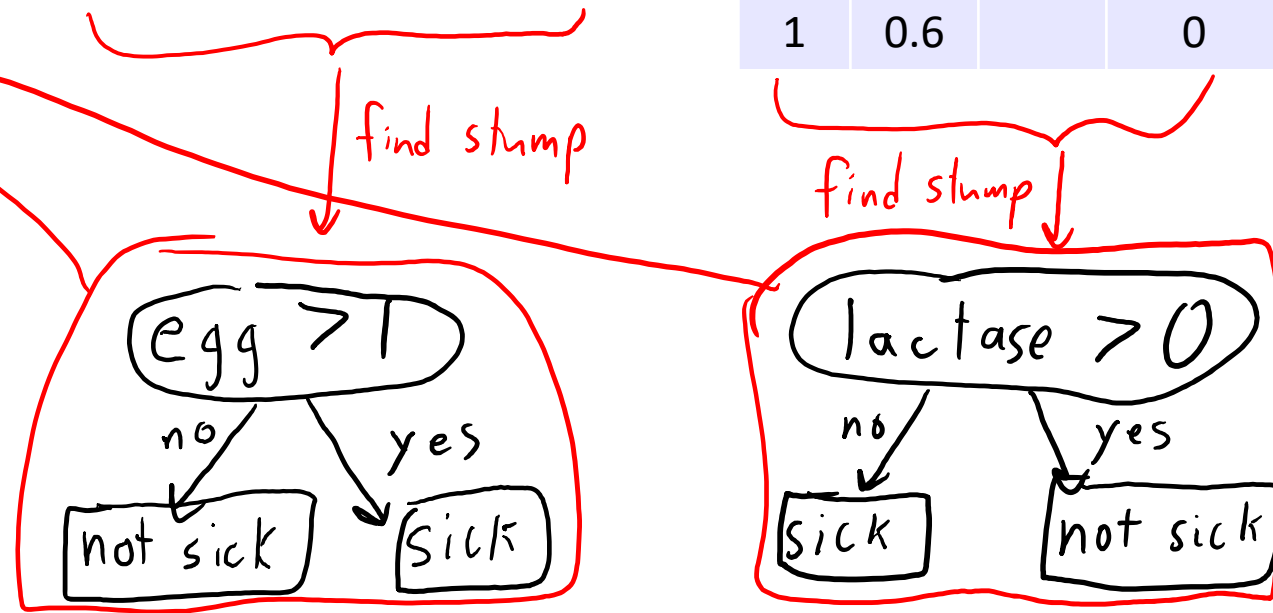 1 0.6 0
find stump
find stump
egg >1
lactase >0
no yes
no yes
not sick sick
sick not sick